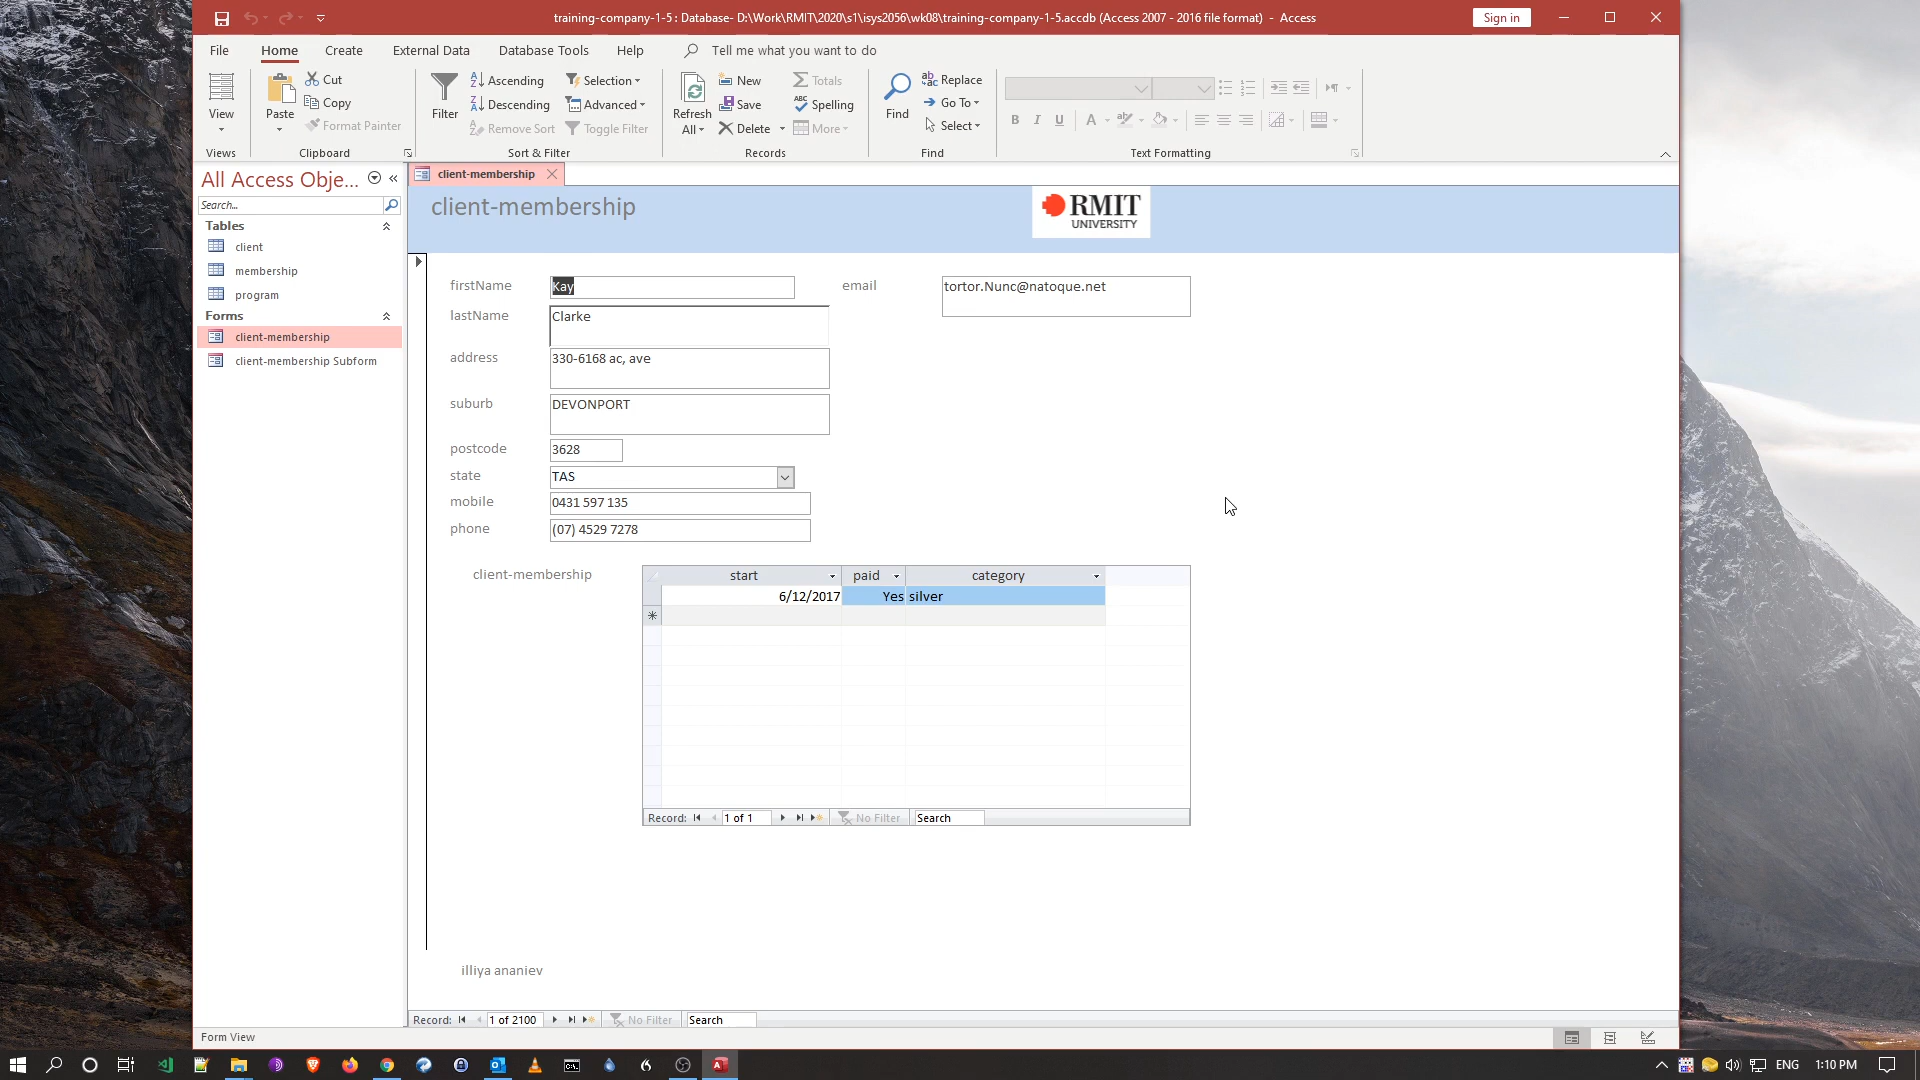 training-company-1-5 : Database- D:\Work\RMIT\2020\s1\isys2056\wk08\training-company-1-5.accdb (Access 2007 - 2016 file format) - Access
Sign in
File Home Create External Data Database Tools Help Tell me what you want to do
View
Views
Paste
Cut
Copy
Format Painter
Clipboard
Filter
Ascending
Descending
Remove Sort
Selection
Advanced
Toggle Filter
Sort & Filter
Refresh
All
New
Save
Delete
Totals
Spelling
More
Records
Find
Replace
Go To
Select
Find
B I U A
Text Formatting
All Access Obje...
Search...
Tables
client
membership
program
Forms
client-membership
client-membership Subform
client-membership
client-membership
RMIT
UNIVERSITY
firstName Kay
email tortor.Nunc@natoque.net
lastName Clarke
address 330-6168 ac, ave
suburb DEVONPORT
postcode 3628
state TAS
mobile 0431 597 135
phone (07) 4529 7278
client-membership
start paid category
6/12/2017 Yes silver
Record: 1 of 1 No Filter Search
illiya ananiev
Record: 1 of 2100 No Filter Search
Form View
ENG 1:10 PM